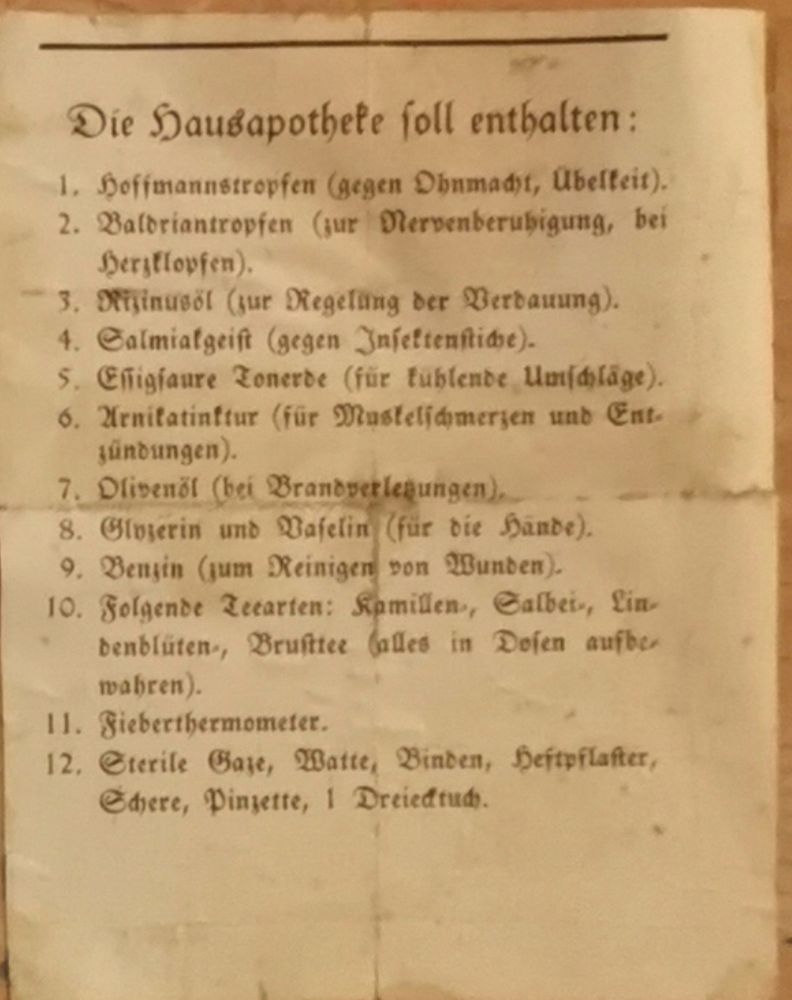 Die Hausapotheke soll enthalten:
1. Hoffmannstropfen (gegen Ohnmacht, Übelkeit).
2. Baldriantropfen (zur Nervenberuhigung, bei
Herzklopfen).
3. Rizinusöl (zur Regelung der Verdauung).
4. Salmiakgeist (gegen Insektenstiche).
5. Essigsaure Tonerde (für kühlende Umschläge).
6. Arnikatinktur (für Muskelschmerzen und Ent-
zündungen).
7. Olivenöl (bei Brandverletzungen).
8. Glyzerin und Vaselin (für die Hände).
9. Benzin (zum Reinigen von Wunden).
10. Folgende Teearten: Kamillen-, Salbei-, Lin-
denblüten-, Brusttee (alles in Dosen aufbe-
wahren).
11. Fieberthermometer.
12. Sterile Gaze, Watte, Binden, Heftpflaster,
Schere, Pinzette, 1 Dreiecktuch.